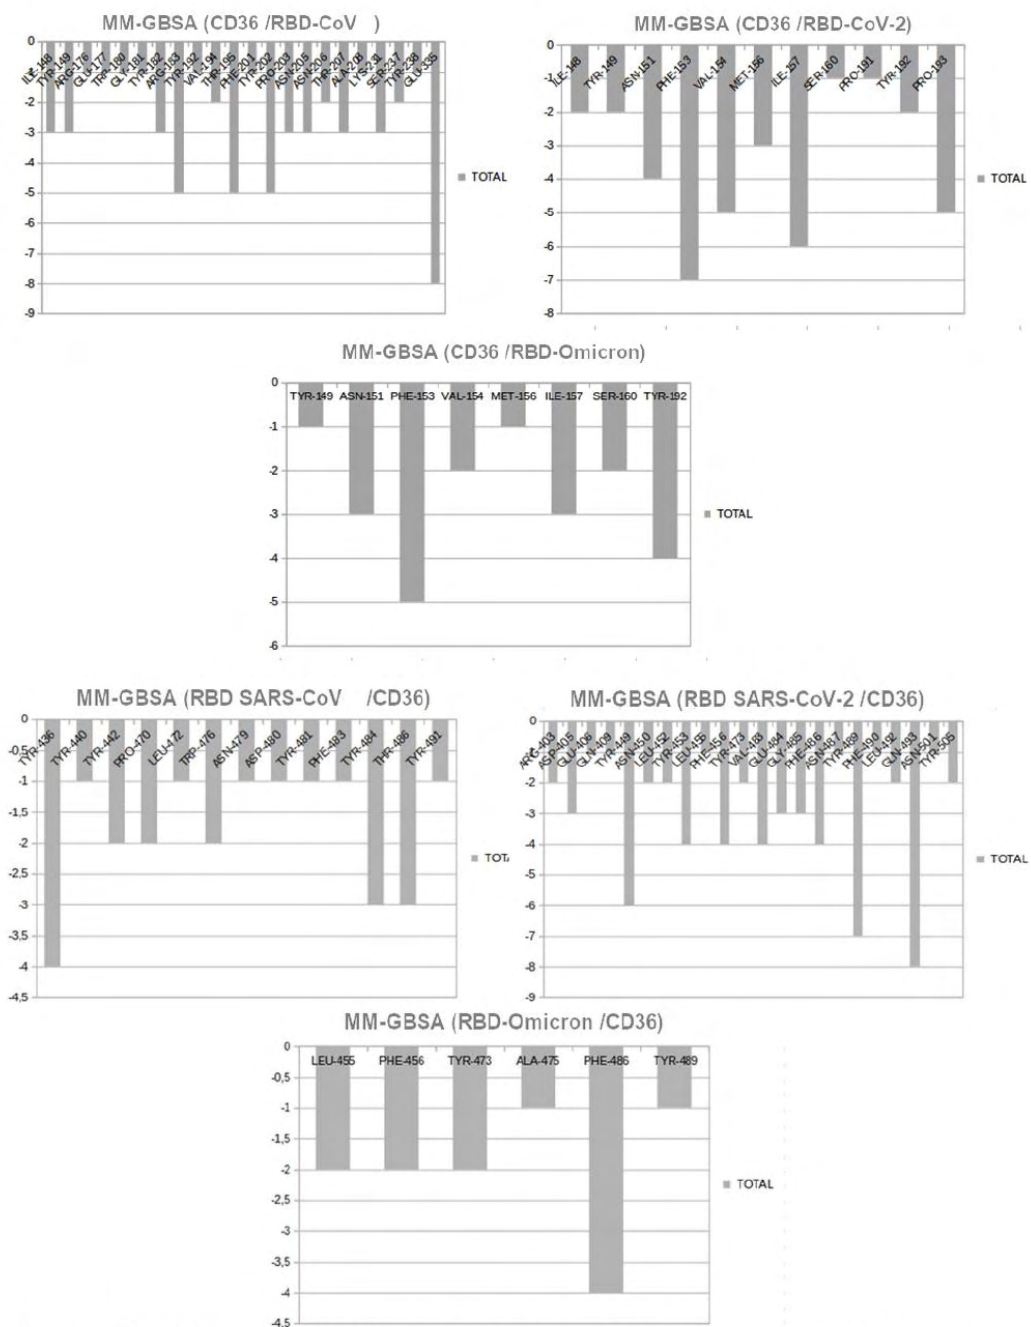 MM-GBSA (CD36 /RBD-CoV )
0
-1
-2
-3
-4
-5
-6
-7
-8
-9
ILE-148
TYR-149
ARG-176
GLU-177
TRP-180
GLY-181
TYR-182
ARG-183
TYR-192
VAL-194
THR-195
PHE-201
TYR-202
PRO-203
ASN-205
ASN-206
THR-207
ALA-208
LYS-231
SER-237
TYR-238
GLU-335
TOTAL
MM-GBSA (CD36 /RBD-CoV-2)
0
-1
-2
-3
-4
-5
-6
-7
-8
ILE-148
TYR-149
ASN-151
PHE-153
VAL-154
MET-156
ILE-157
SER-160
PRO-191
TYR-192
PRO-193
TOTAL
MM-GBSA (CD36 /RBD-Omicron)
0
-1
-2
-3
-4
-5
-6
TYR-149
ASN-151
PHE-153
VAL-154
MET-156
ILE-157
SER-160
TYR-192
TOTAL
MM-GBSA (RBD SARS-CoV /CD36)
0
-0,5
-1
-1,5
-2
-2,5
-3
-3,5
-4
-4,5
TYR-436
TYR-440
TYR-442
PRO-470
LEU-472
TRP-476
ASN-479
ASP-480
TYR-481
PHE-483
TYR-484
THR-486
TYR-491
TOT
MM-GBSA (RBD SARS-CoV-2 /CD36)
0
-1
-2
-3
-4
-5
-6
-7
-8
-9
ARG-403
ASP-405
GLU-406
GLN-409
TYR-449
ASN-450
LEU-452
TYR-453
LEU-455
PHE-456
TYR-473
VAL-483
GLU-484
GLY-485
PHE-486
ASN-487
TYR-489
PHE-490
LEU-492
GLN-493
ASN-501
TYR-505
TOTAL
MM-GBSA (RBD-Omicron /CD36)
0
-0,5
-1
-1,5
-2
-2,5
-3
-3,5
-4
-4,5
LEU-455
PHE-456
TYR-473
ALA-475
PHE-486
TYR-489
TOTAL